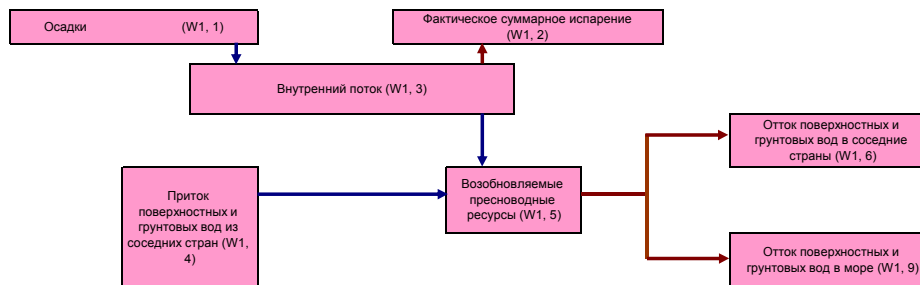 Осадки (W1, 1)
Фактическое суммарное испарение
(W1, 2)
Внутренний поток (W1, 3)
Отток поверхностных и
грунтовых вод в соседние
страны (W1, 6)
Приток
поверхностных и
грунтовых вод из
соседних стран (W1,
4)
Возобновляемые
пресноводные
ресурсы (W1, 5)
Отток поверхностных и
грунтовых вод в море (W1, 9)